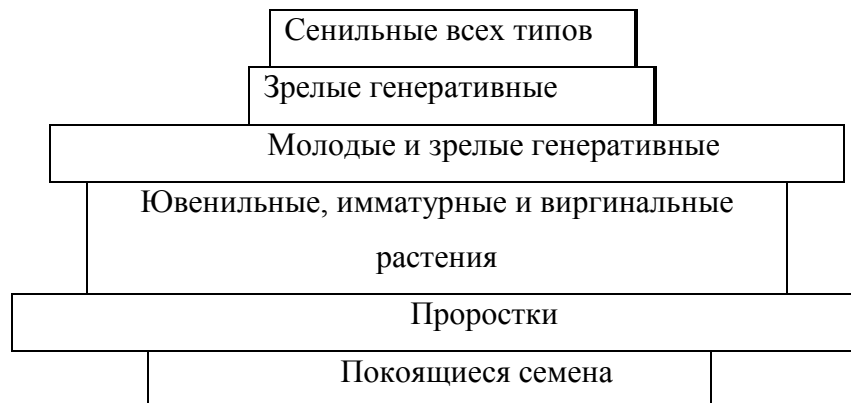 Сенильные всех типов
Зрелые генеративные
Молодые и зрелые генеративные
Ювенильные, имматурные и виргинальные
растения
Проростки
Покоящиеся семена